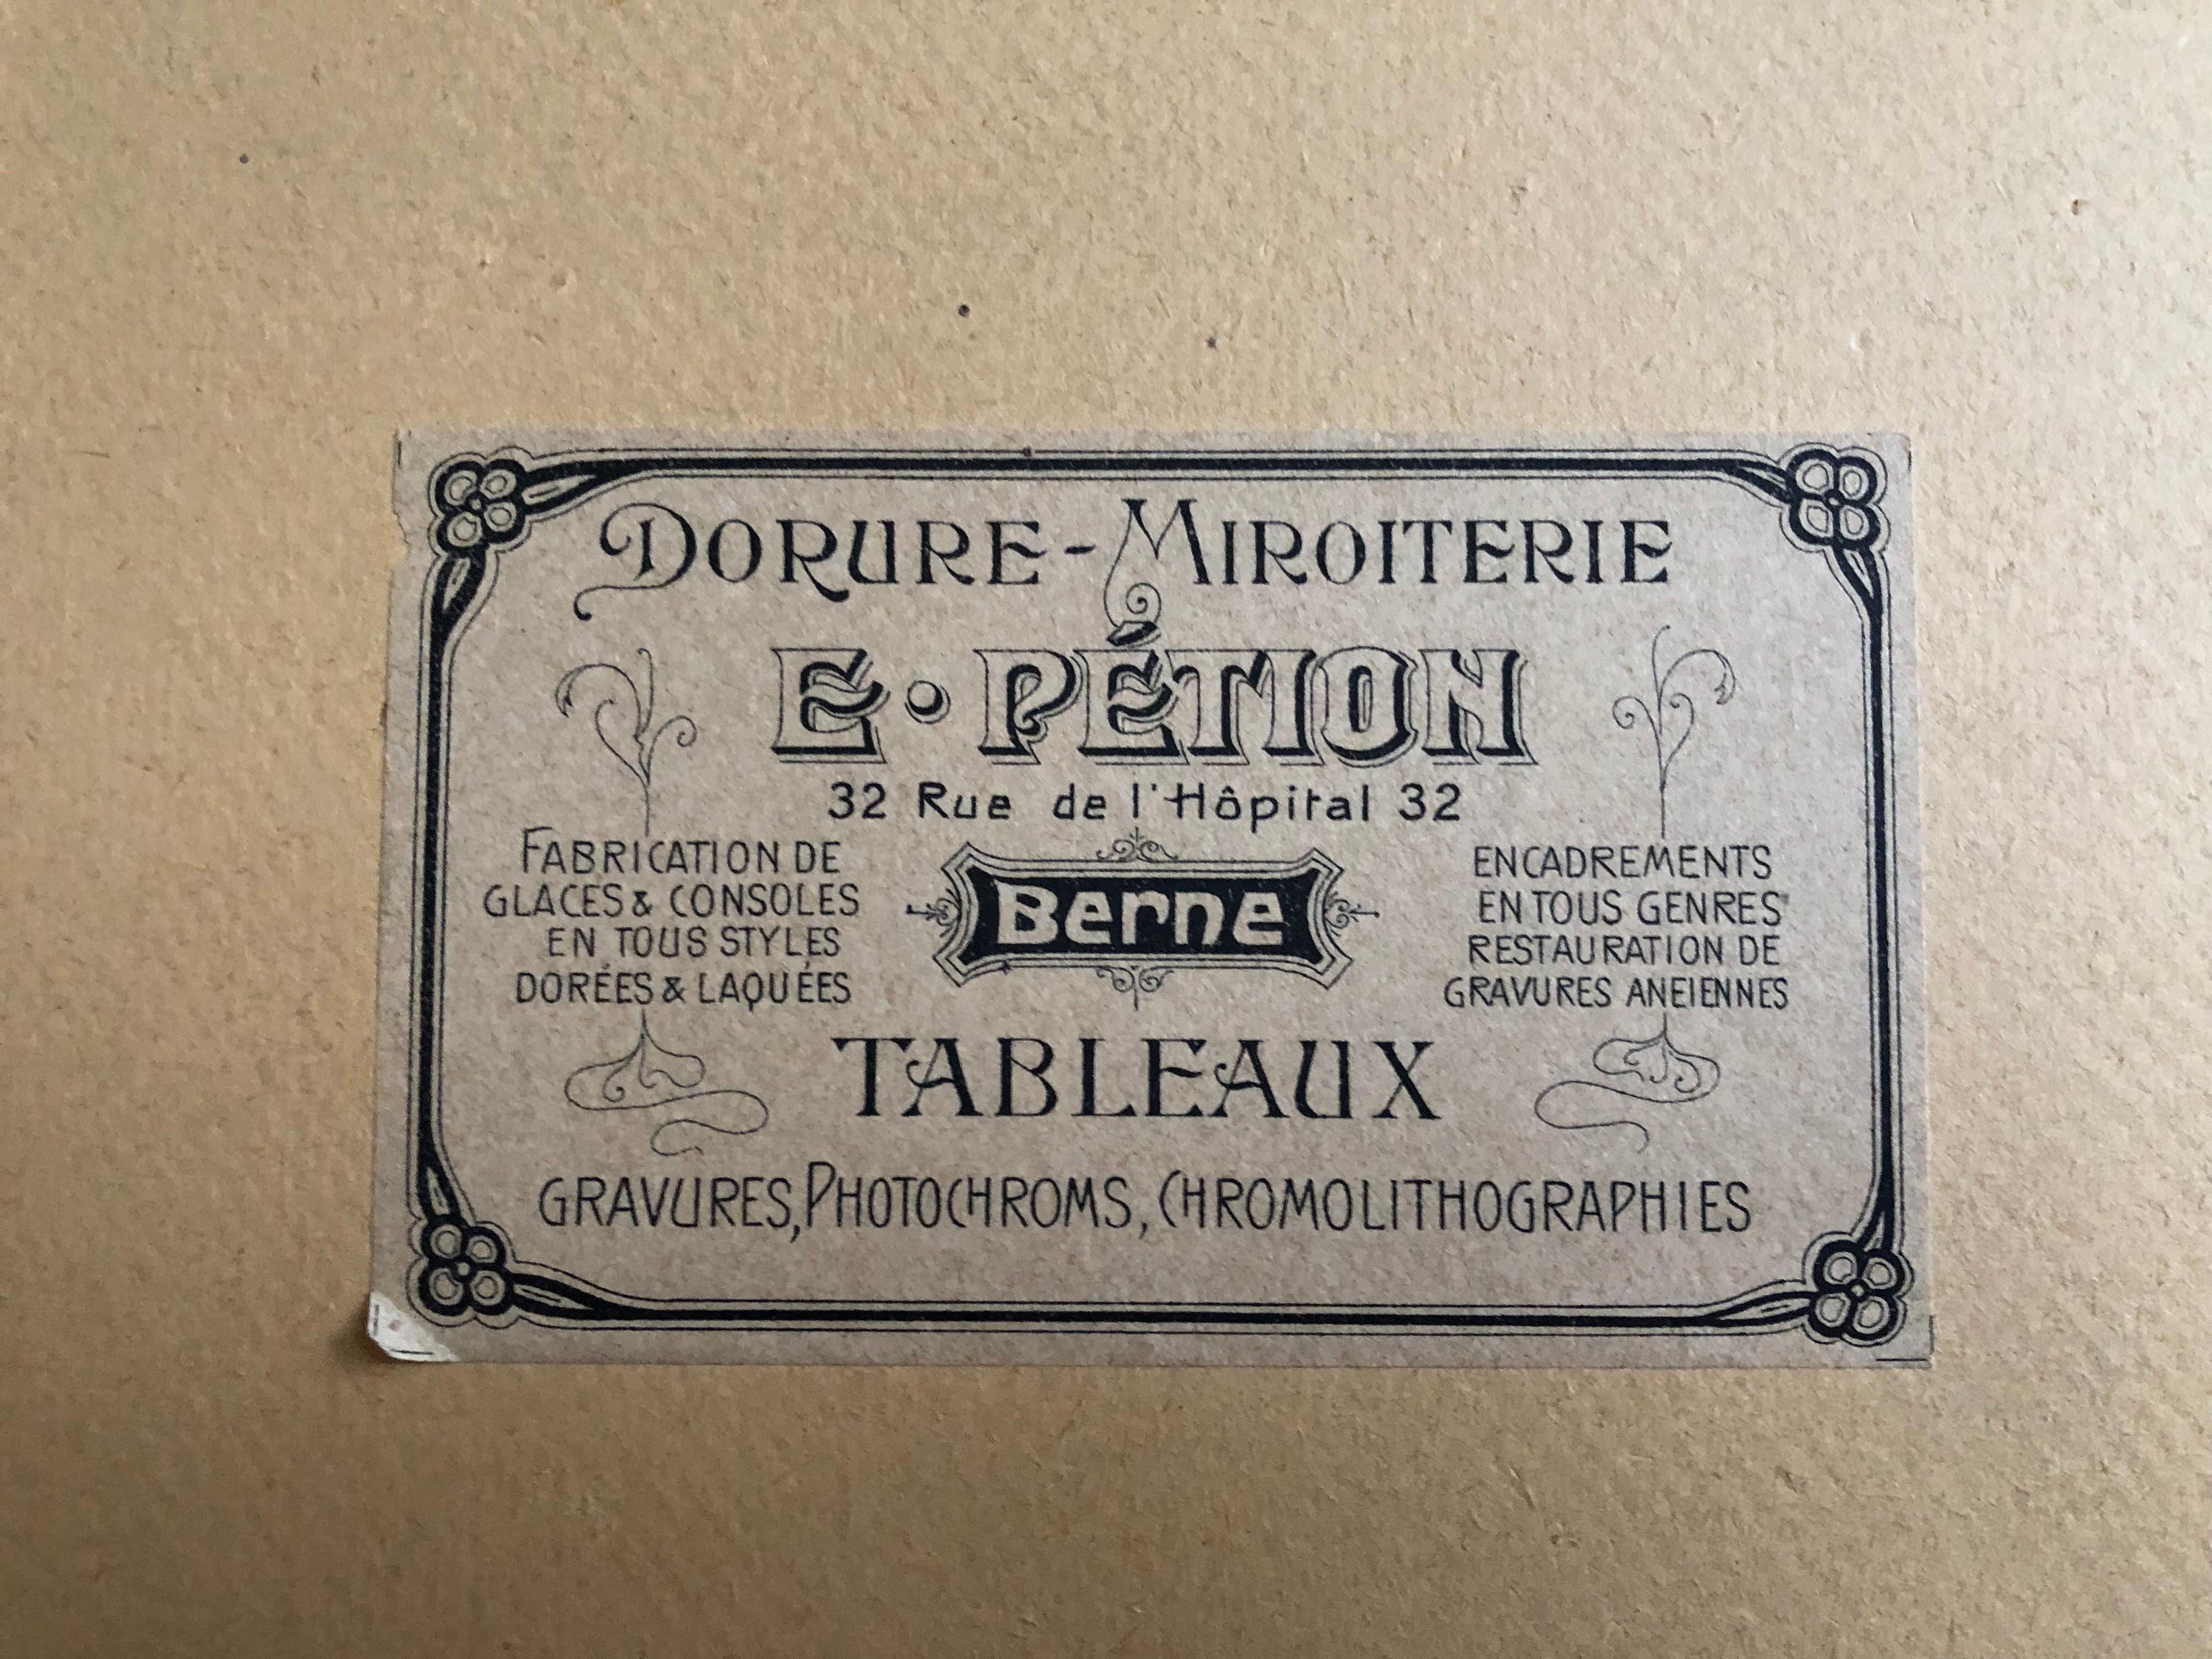 DORURE-MIROITERIE
E·PÉTION
32 Rue de l'Hôpital 32
FABRICATION DE
GLACES & CONSOLES
EN TOUS STYLES
DORÉES & LAQUÉES
Berne
ENCADREMENTS
EN TOUS GENRES
RESTAURATION DE
GRAVURES ANEIENNES
TABLEAUX
GRAVURES, PHOTOCHROMS, CHROMOLITHOGRAPHIES